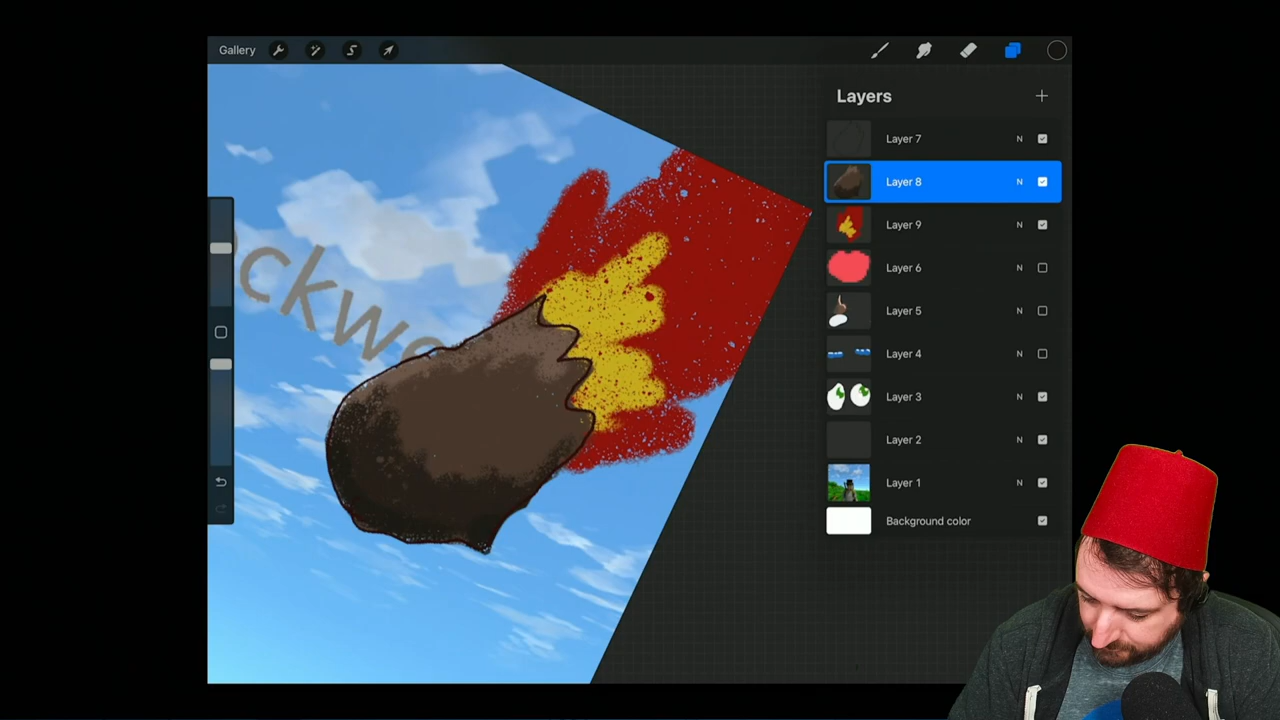 Gallery
Layers
ckw
Layer 7 N
Layer 8 N
Layer 9 N
Layer 6 N
Layer 5 N
Layer 4 N
Layer 3 N
Layer 2 N
Layer 1 N
Background color